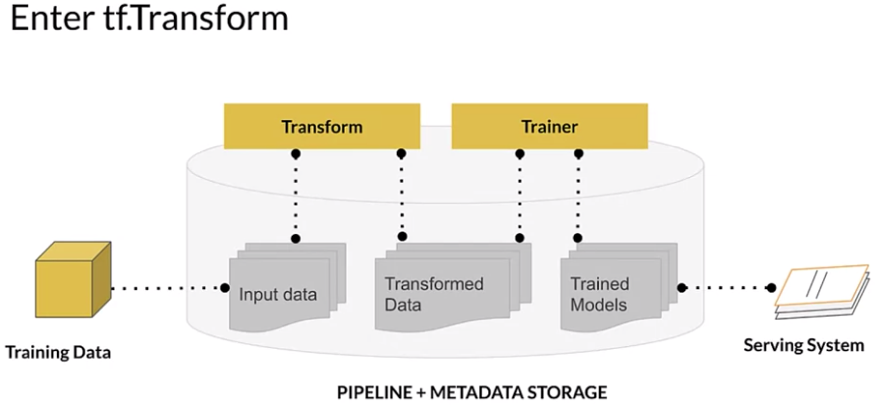 Enter tf.Transform
Transform
Trainer
Input data
Transformed
Data
Trained
Models
Training Data
Serving System
PIPELINE + METADATA STORAGE